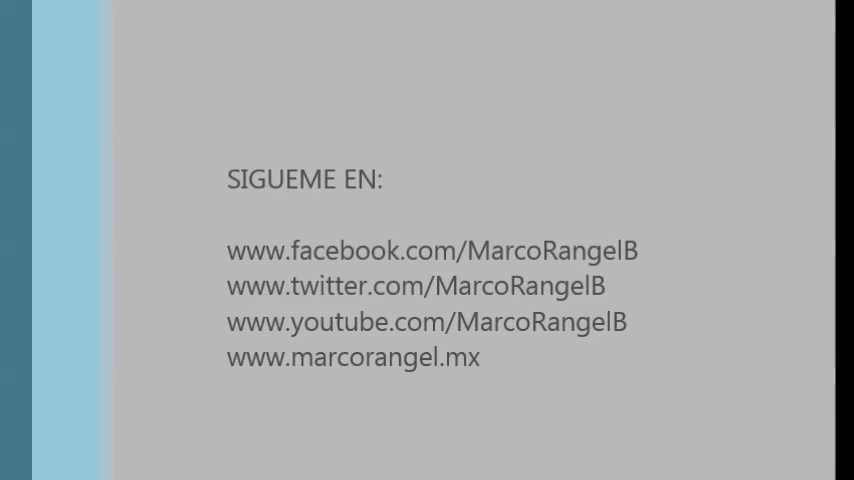 SIGUEME EN:
www.facebook.com/MarcoRangelB
www.twitter.com/MarcoRangelB
www.youtube.com/MarcoRangelB
www.marcorangel.mx